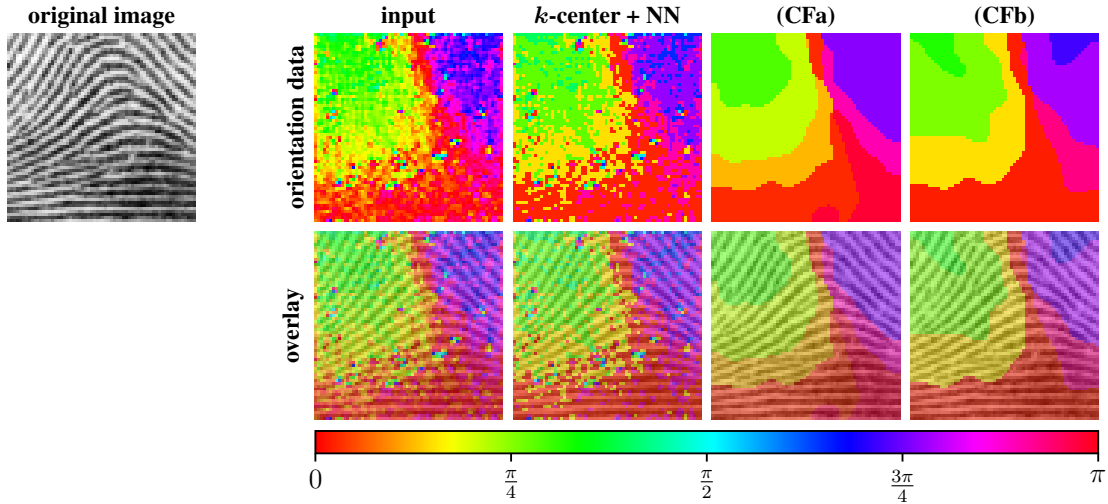 original image
input
k-center + NN
(CFa)
(CFb)
orientation data
overlay
0
π/4
π/2
3π/4
π